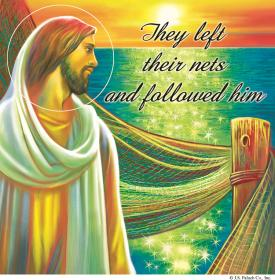 They left
their nets
and followed him
© J.S. Paluch Co., Inc.